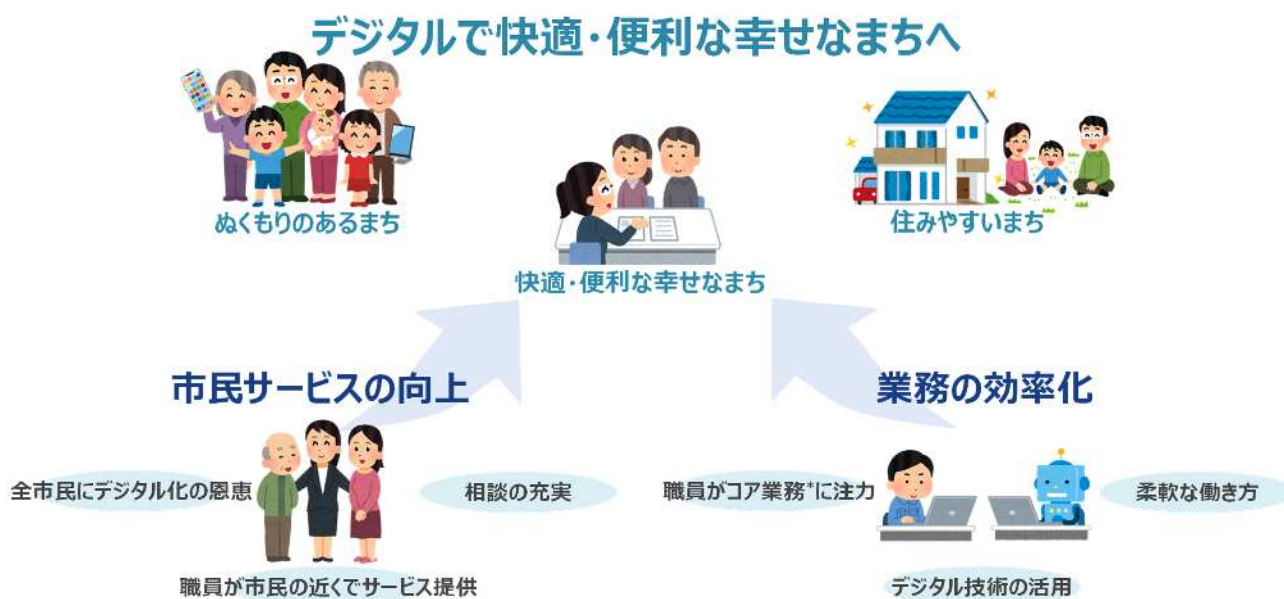 デジタルで快適・便利な幸せなまちへ
ぬくもりのあるまち
住みやすいまち
快適・便利な幸せなまち
市民サービスの向上
業務の効率化
全市民にデジタル化の恩恵
相談の充実
職員がコア業務*に注力
柔軟な働き方
職員が市民の近くでサービス提供
デジタル技術の活用